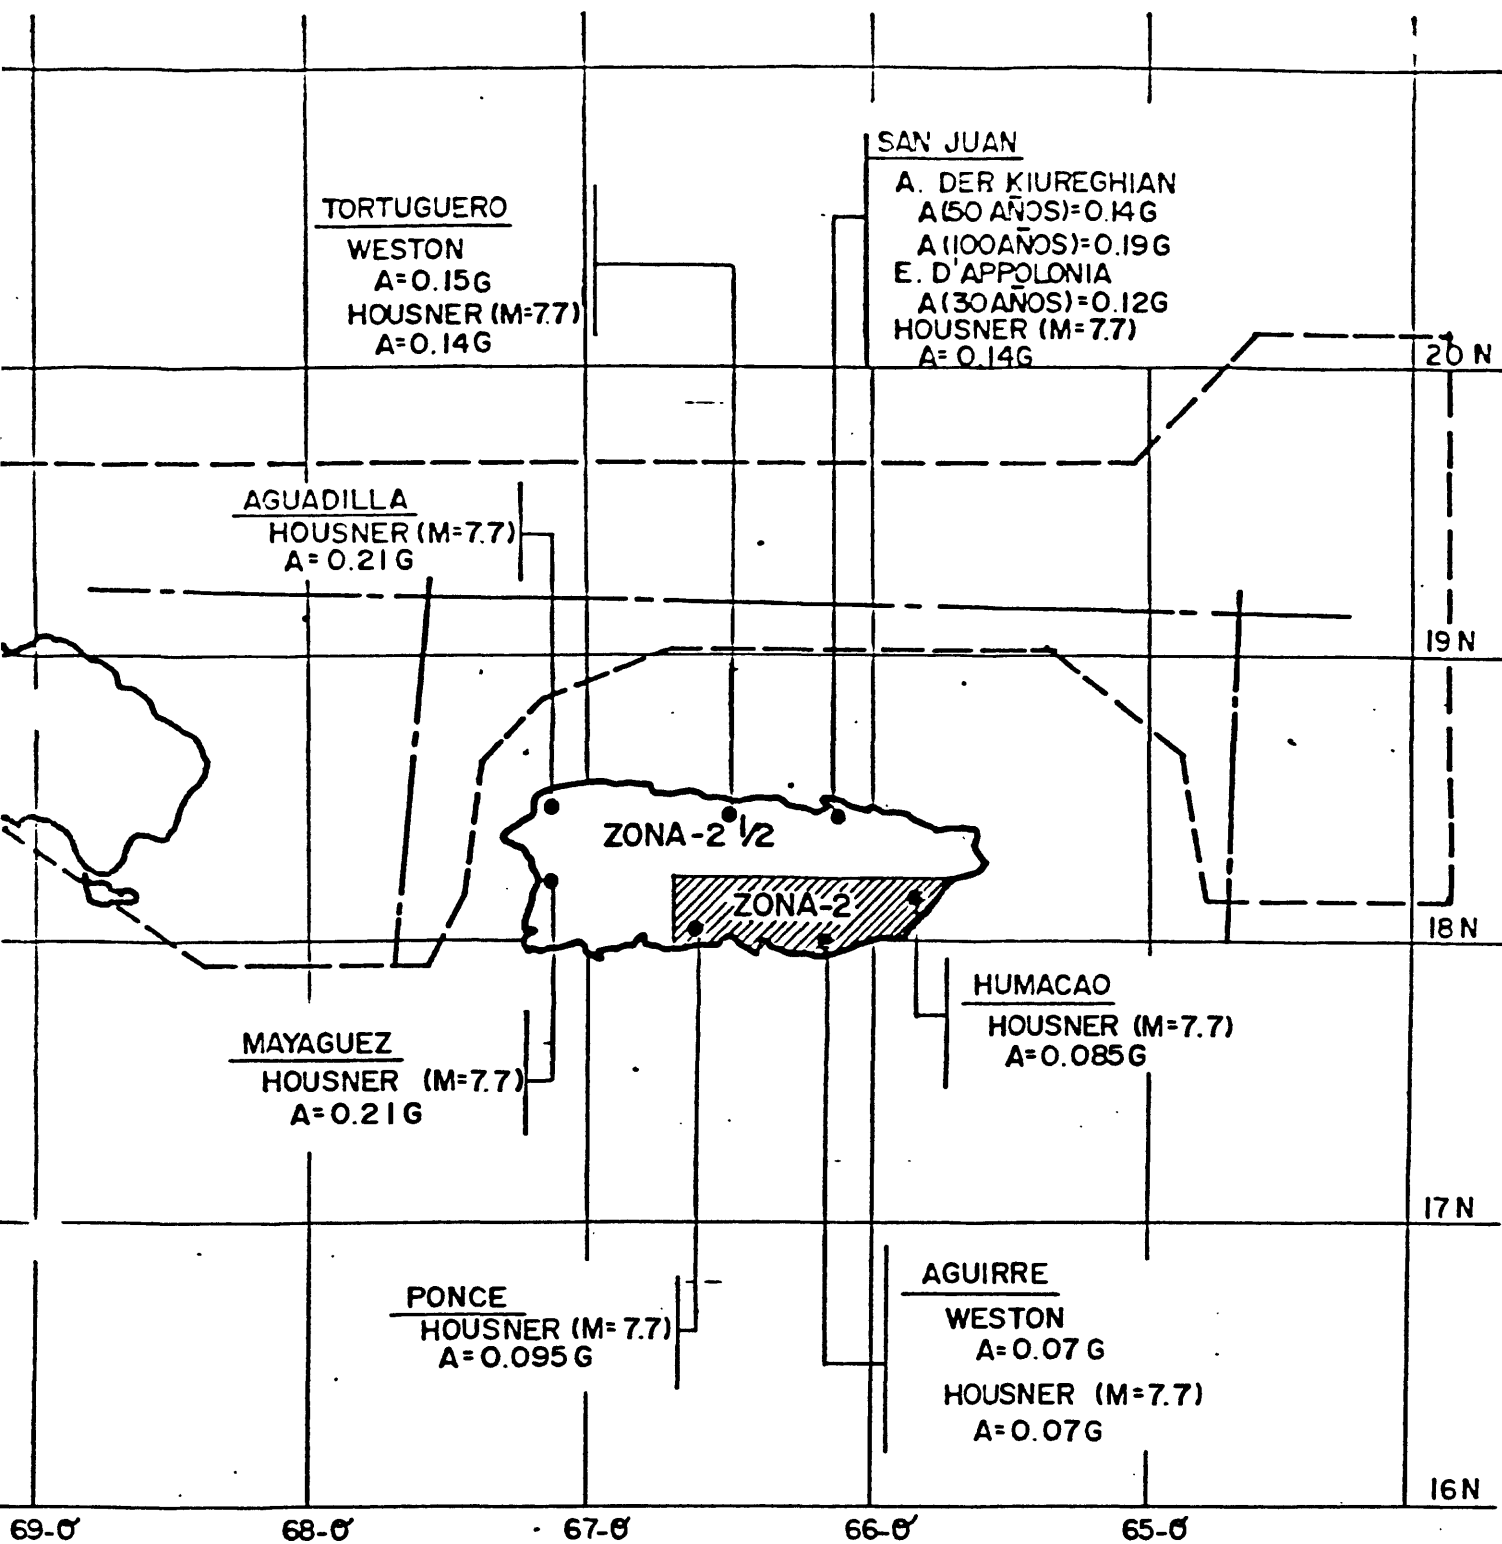 SAN JUAN
A. DER KIUREGHIAN
A(50 AÑOS)=0.14G
A(100AÑOS)=0.19G
E. D'APPOLONIA
A(30AÑOS)=0.12G
HOUSNER (M=7.7)
A=0.14G
TORTUGUERO
WESTON
A=0.15G
HOUSNER (M=7.7)
A=0.14G
20 N
AGUADILLA
HOUSNER (M=7.7)
A=0.21G
19 N
ZONA-2 1/2
ZONA-2
18 N
HUMACAO
HOUSNER (M=7.7)
A=0.085G
MAYAGUEZ
HOUSNER (M=7.7)
A=0.21G
17 N
PONCE
HOUSNER (M=7.7)
A=0.095G
AGUIRRE
WESTON
A=0.07G
HOUSNER (M=7.7)
A=0.07G
16 N
69-0 68-0 67-0 66-0 65-0